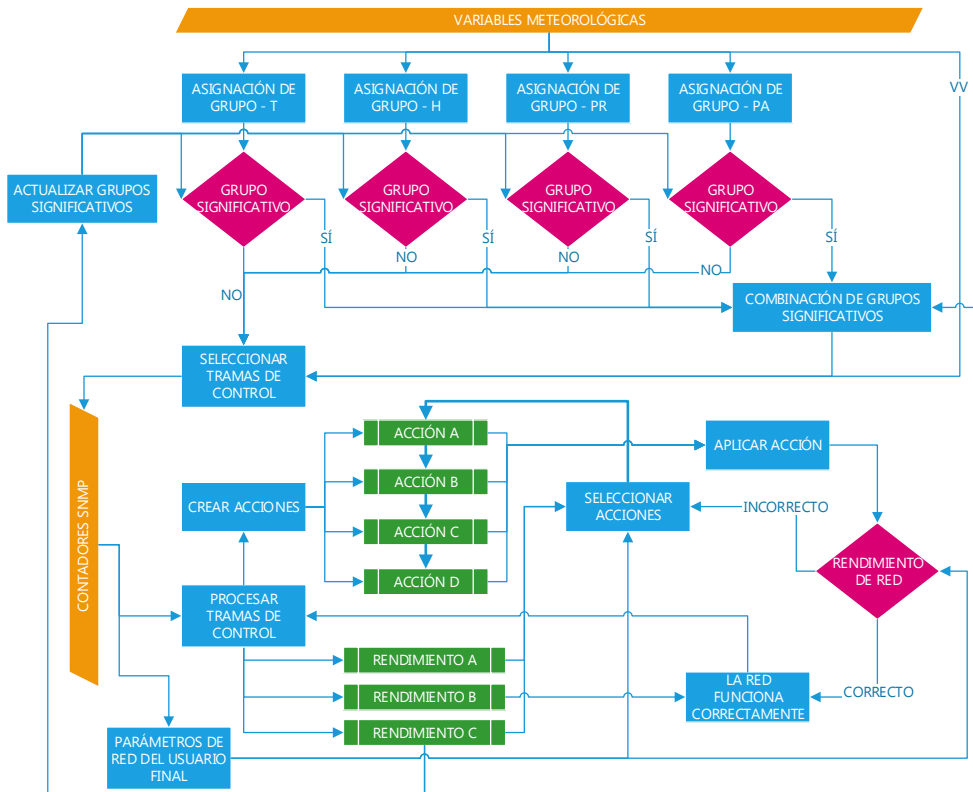 VARIABLES METEOROLÓGICAS
VV
ASIGNACIÓN DE
GRUPO - T
ASIGNACIÓN DE
GRUPO - H
ASIGNACIÓN DE
GRUPO - PR
ASIGNACIÓN DE
GRUPO - PA
ACTUALIZAR GRUPOS
SIGNIFICATIVOS
GRUPO
SIGNIFICATIVO
GRUPO
SIGNIFICATIVO
GRUPO
SIGNIFICATIVO
GRUPO
SIGNIFICATIVO
SÍ
SÍ
SÍ
SÍ
NO
NO
NO
NO
COMBINACIÓN DE GRUPOS
SIGNIFICATIVOS
SELECCIONAR
TRAMAS DE
CONTROL
CONTADORES SNMP
ACCIÓN A
ACCIÓN B
ACCIÓN C
ACCIÓN D
CREAR ACCIONES
SELECCIONAR
ACCIONES
APLICAR ACCIÓN
INCORRECTO
RENDIMIENTO
DE RED
PROCESAR
TRAMAS DE
CONTROL
RENDIMIENTO A
RENDIMIENTO B
RENDIMIENTO C
LA RED
FUNCIONA
CORRECTAMENTE
CORRECTO
PARÁMETROS DE
RED DEL USUARIO
FINAL